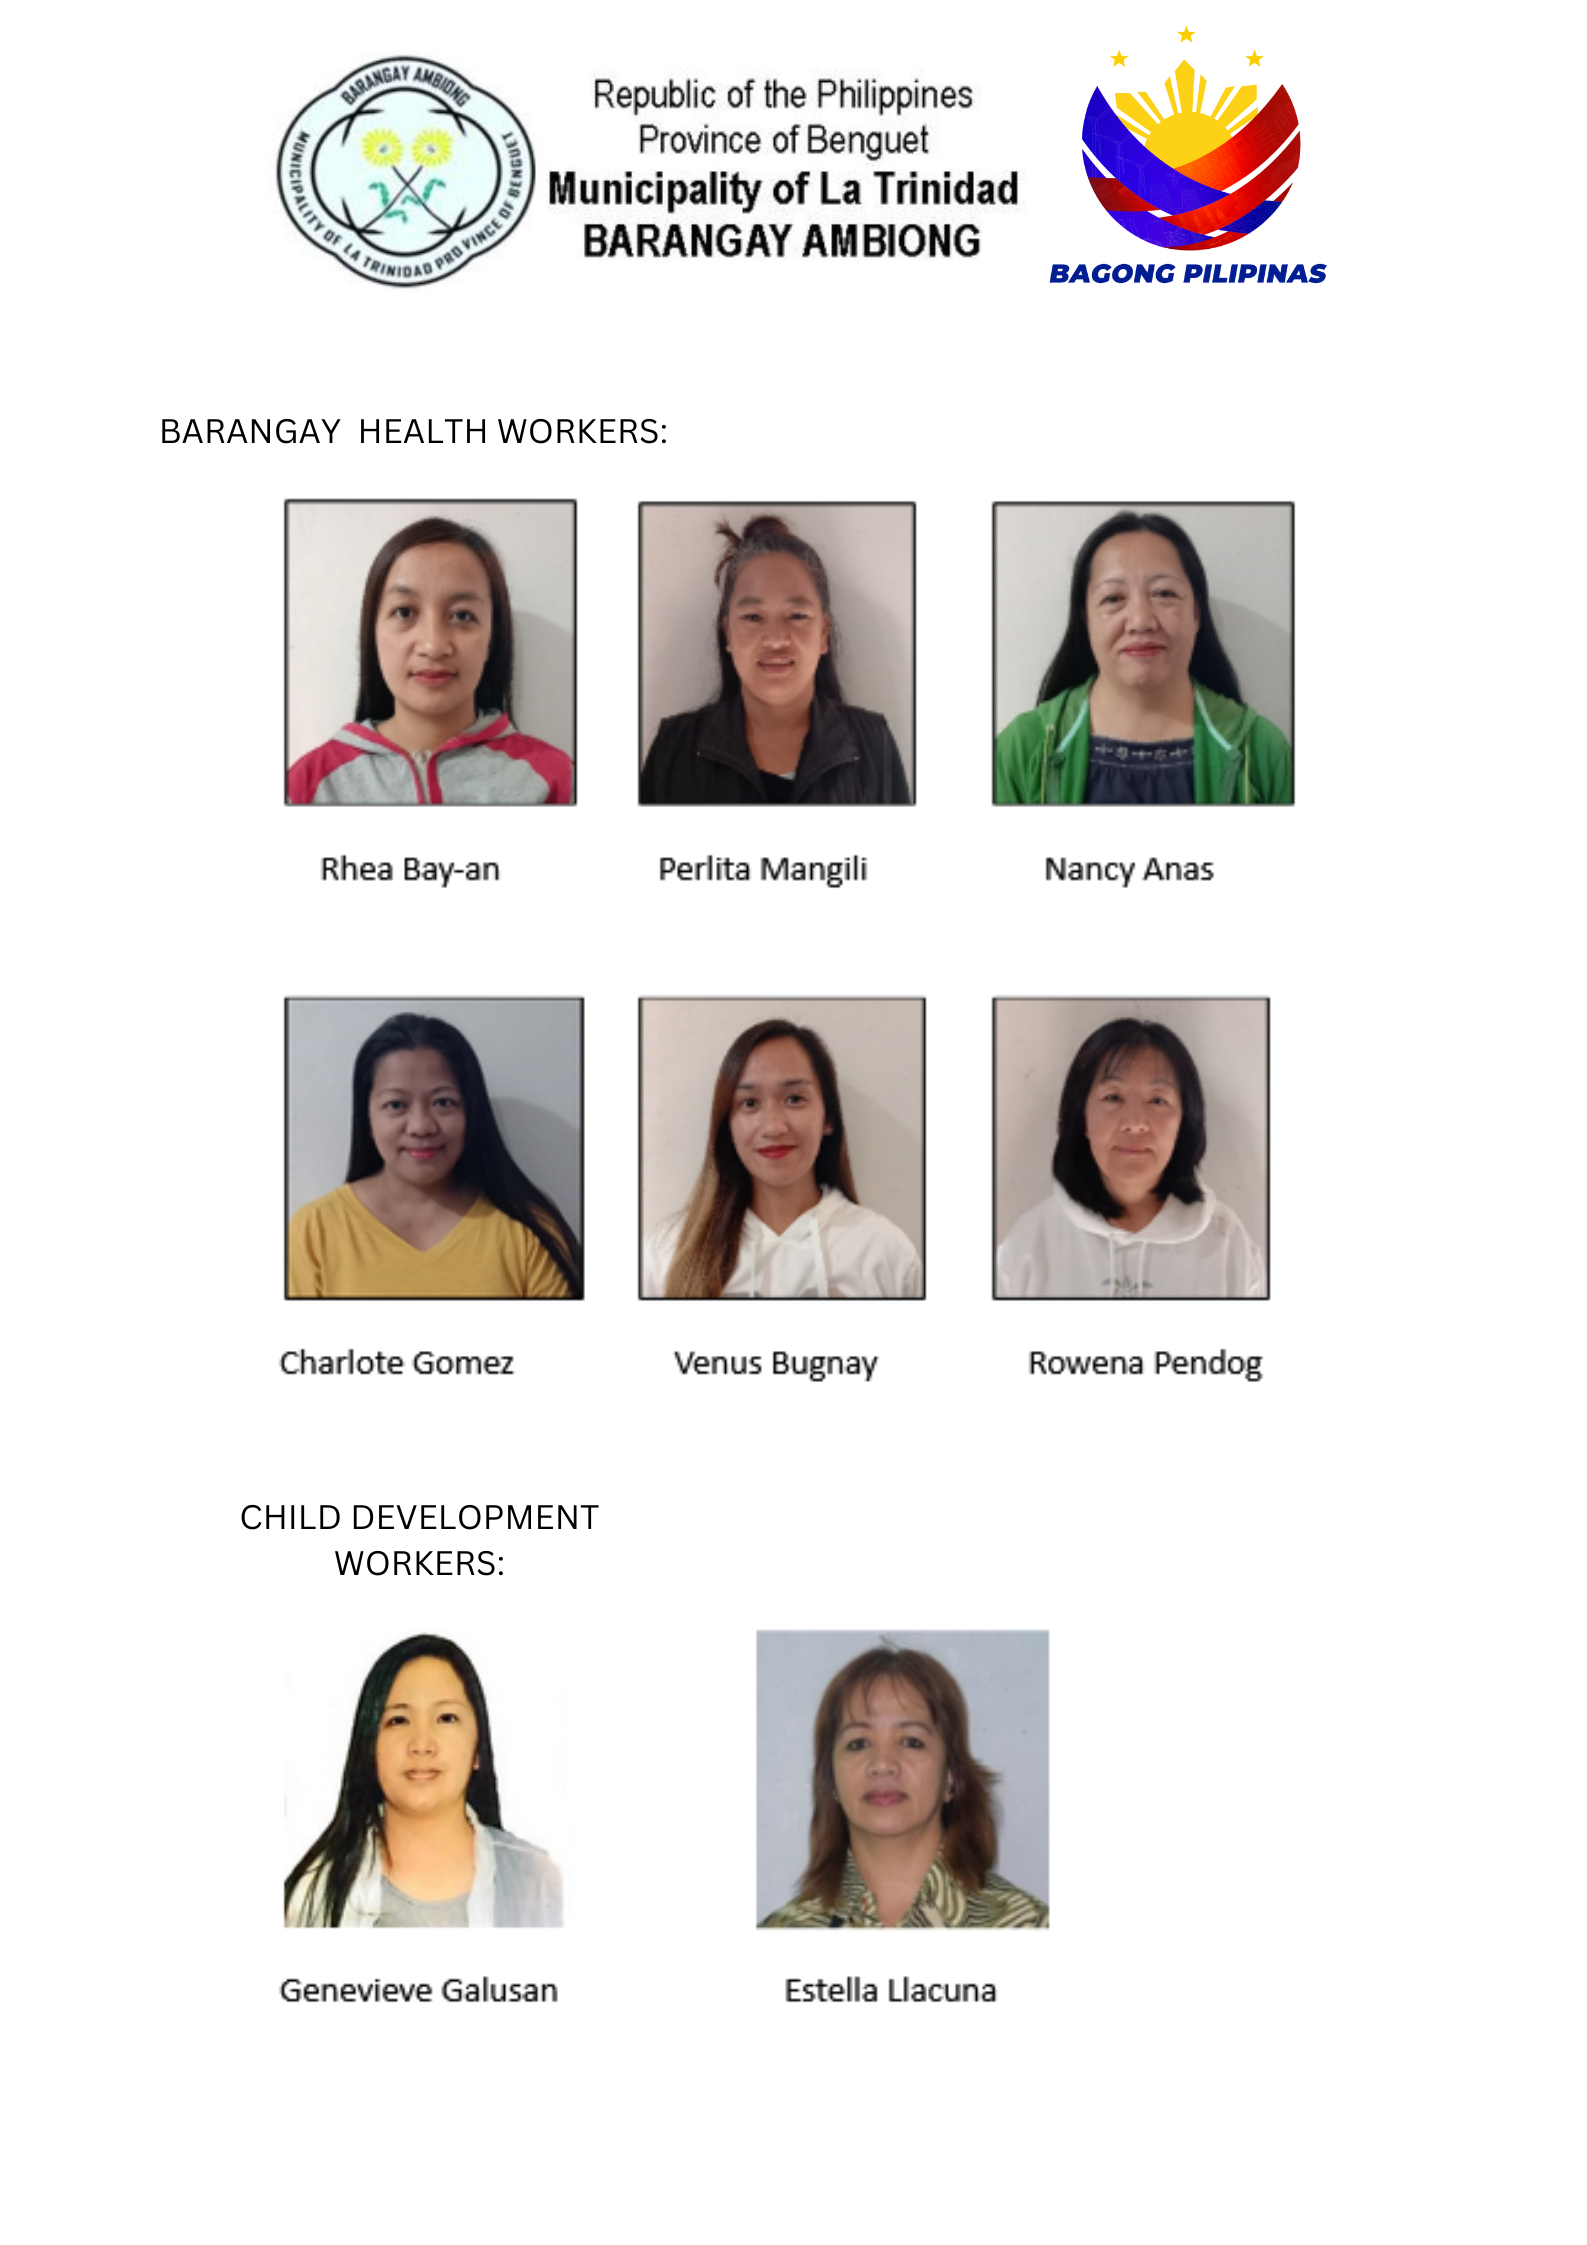 BARANGAY AMBIONG
MUNICIPALITY OF LA TRINIDAD PROVINCE OF BENGUET
Republic of the Philippines
Province of Benguet
Municipality of La Trinidad
BARANGAY AMBIONG
BAGONG PILIPINAS
BARANGAY HEALTH WORKERS:
Rhea Bay-an
Perlita Mangili
Nancy Anas
Charlote Gomez
Venus Bugnay
Rowena Pendog
CHILD DEVELOPMENT
WORKERS:
Genevieve Galusan
Estella Llacuna